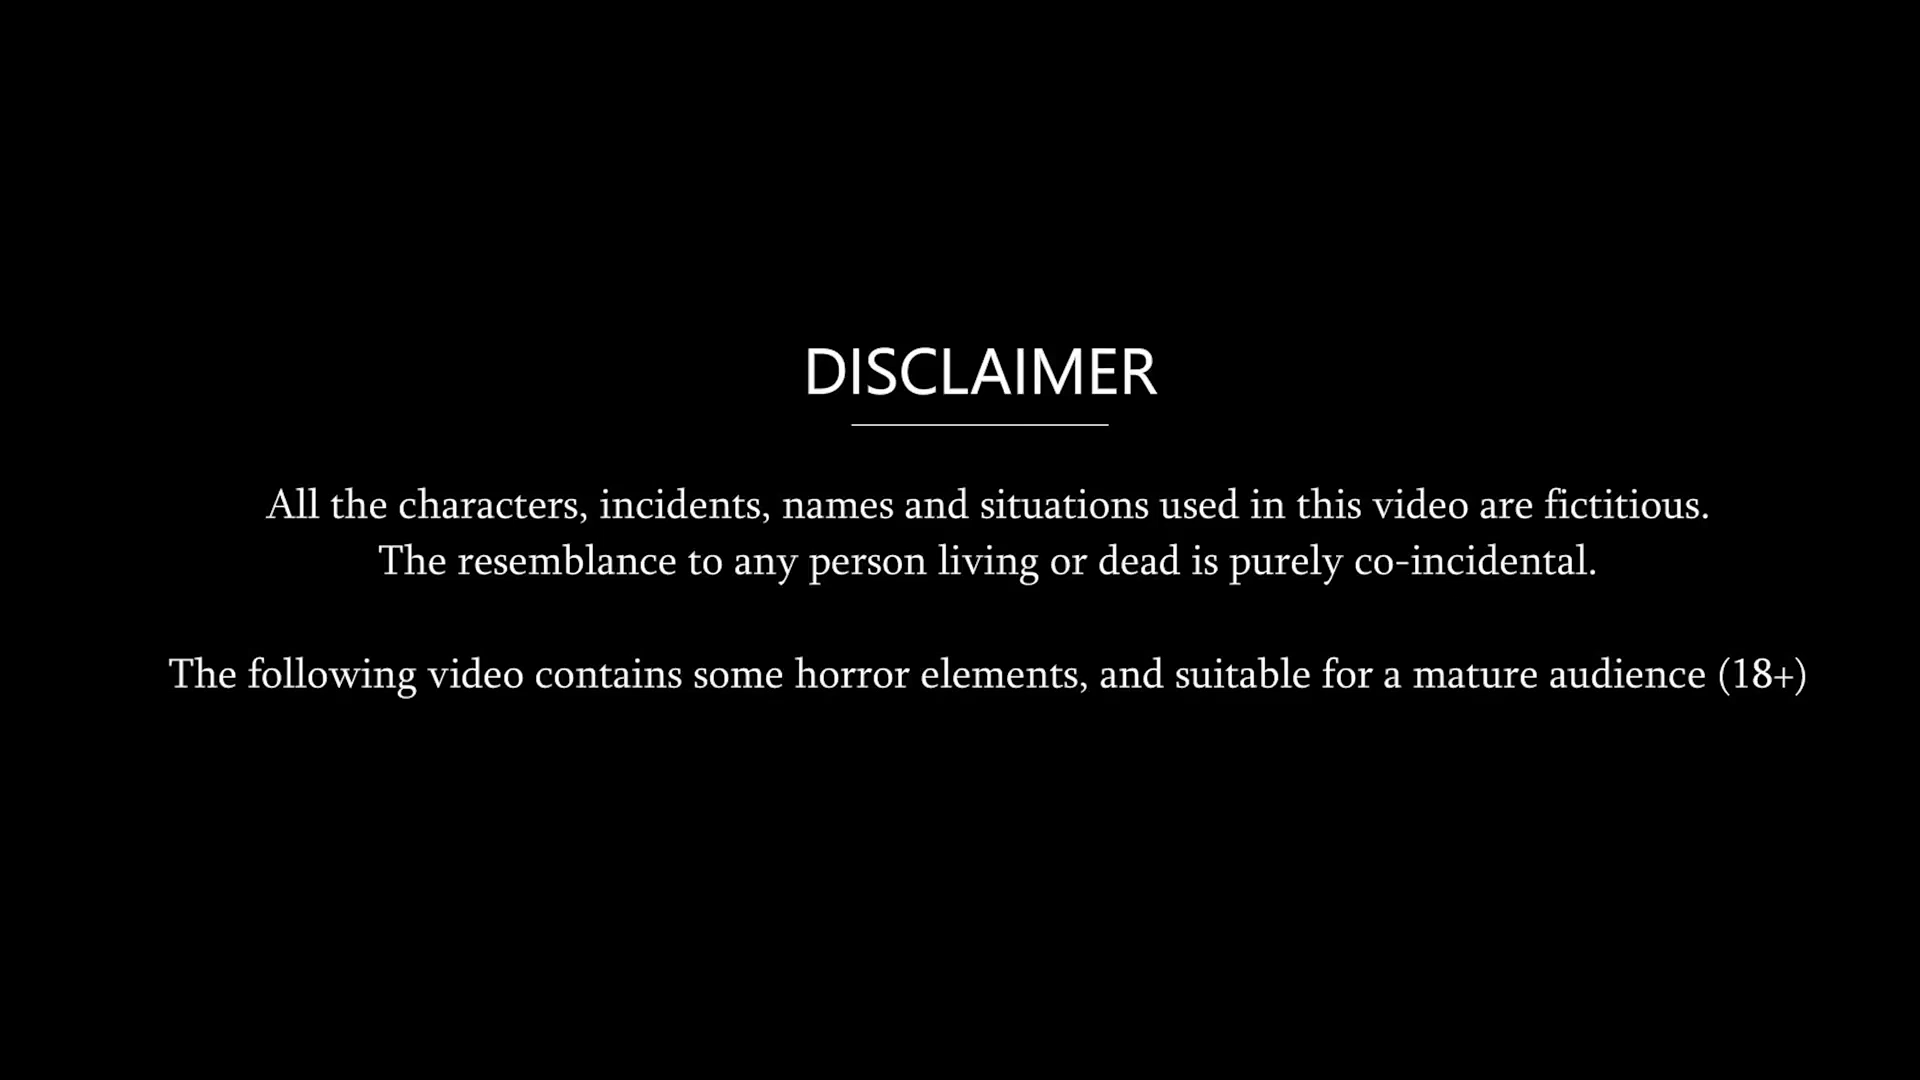 DISCLAIMER
All the characters, incidents, names and situations used in this video are fictitious.
The resemblance to any person living or dead is purely co-incidental.
The following video contains some horror elements, and suitable for a mature audience (18+)